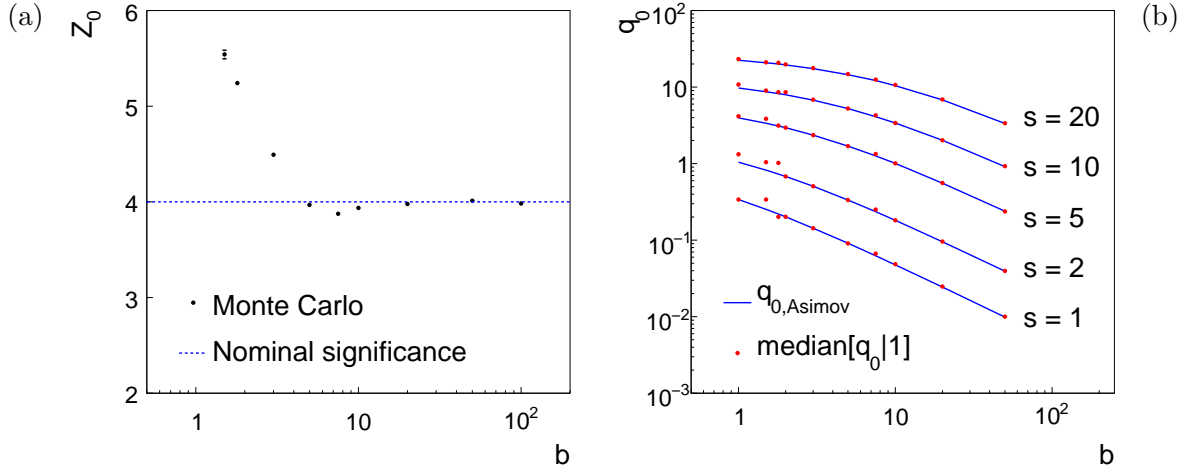 (a)
Z₀
6
5
4
3
2
1
10
10²
b
Monte Carlo
Nominal significance
(b)
q₀
10²
10
1
10⁻¹
10⁻²
10⁻³
1
10
b
s = 20
s = 10
s = 5
s = 2
s = 1
q₀,Asimov
median[q₀|1]